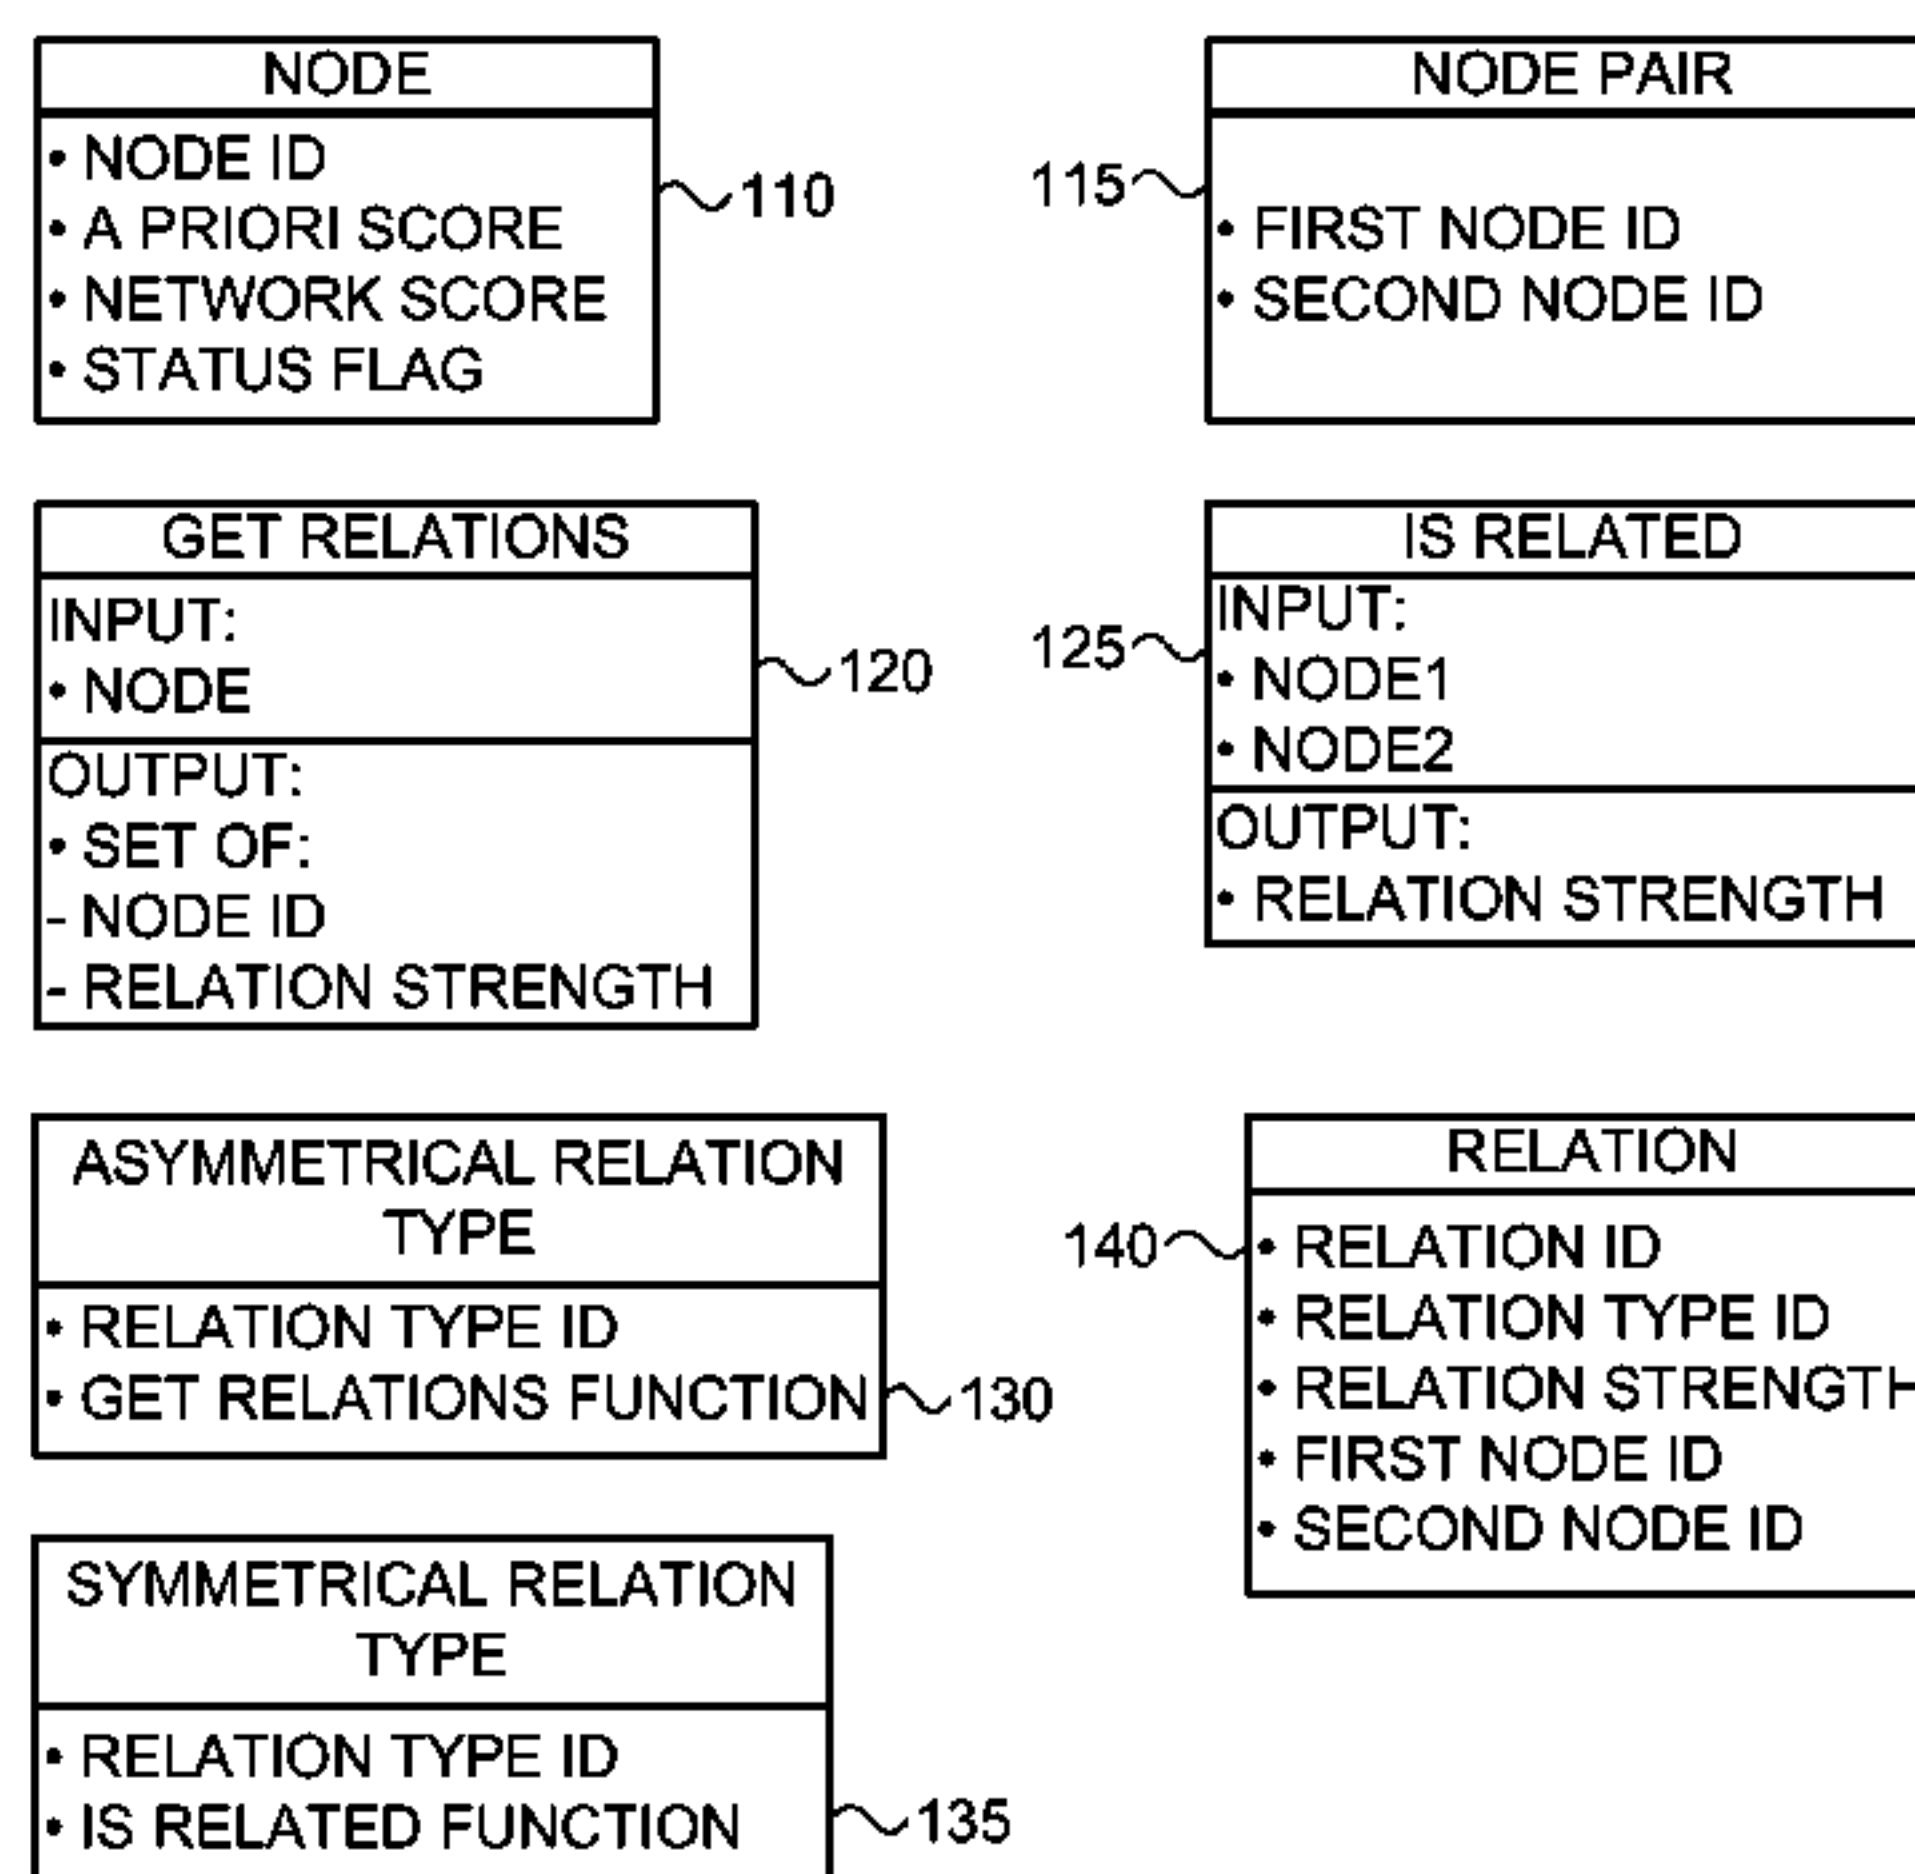 NODE
• NODE ID
• A PRIORI SCORE
• NETWORK SCORE
• STATUS FLAG
110
NODE PAIR
115
• FIRST NODE ID
• SECOND NODE ID
GET RELATIONS
INPUT:
• NODE
120
OUTPUT:
• SET OF:
- NODE ID
- RELATION STRENGTH
IS RELATED
INPUT:
125
• NODE1
• NODE2
OUTPUT:
• RELATION STRENGTH
ASYMMETRICAL RELATION
TYPE
• RELATION TYPE ID
• GET RELATIONS FUNCTION
130
RELATION
140
• RELATION ID
• RELATION TYPE ID
• RELATION STRENGTH
• FIRST NODE ID
• SECOND NODE ID
SYMMETRICAL RELATION
TYPE
• RELATION TYPE ID
• IS RELATED FUNCTION
135